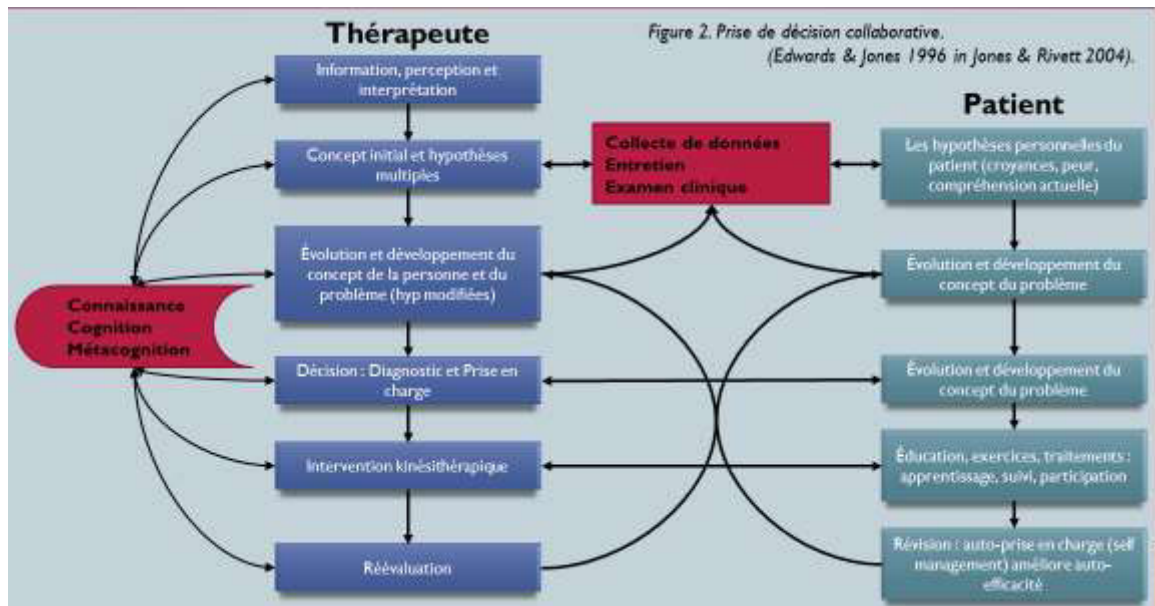 Thérapeute
Figure 2. Prise de décision collaborative.
(Edwards & Jones 1996 in Jones & Rivett 2004).
Information, perception et
interprétation
Patient
Concept initial et hypothèses
multiples
Collecte de données
Entretien
Examen clinique
Les hypothèses personnelles du
patient (croyances, peur,
compréhension actuelle)
Évolution et développement du
concept de la personne et du
problème (hyp modifiées)
Évolution et développement du
concept du problème
Connaissance
Cognition
Métacognition
Décision : Diagnostic et Prise en
charge
Évolution et développement du
concept du problème
Intervention kinésithérapique
Éducation, exercices, traitements :
apprentissage, suivi, participation
Réévaluation
Révision : auto-prise en charge (self
management) améliore auto-
efficacité